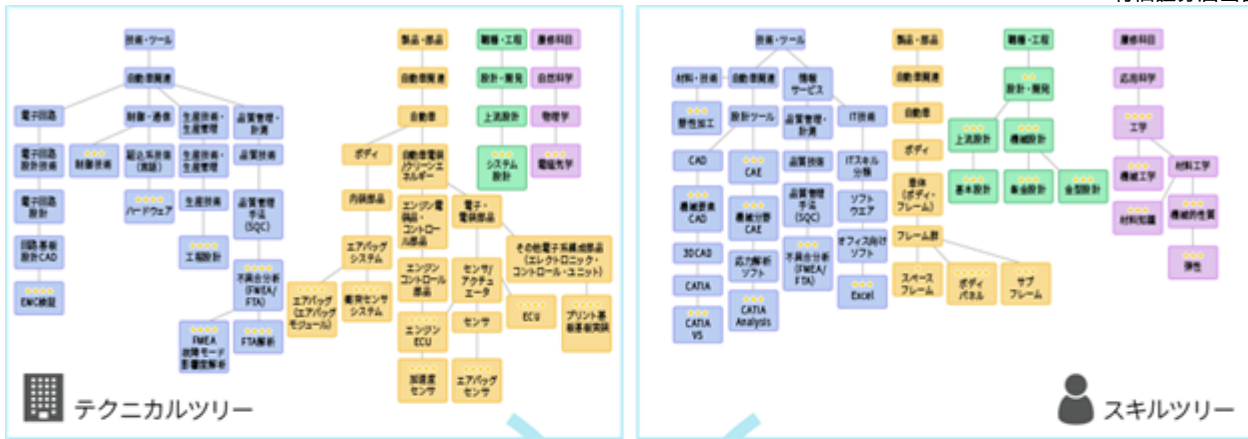 技術・ツール
自動車関連
電子回路
制御・通信
生産技術・
生産管理
品質管理・
計測
電子回路
設計技術
制御技術
組込系技術
(言語)
生産技術・
生産管理
品質技術
電子回路
設計
ハードウェア
生産技術
品質管理
手法
(SQC)
回路基板
設計CAD
工程設計
不具合分析
(FMEA/
FTA)
EMC検証
FMEA
故障モード
影響度解析
FTA解析
製品・部品
自動車関連
自動車
ボディ
自動車電装
/クリーンエ
ネルギー
内装部品
エンジン電
装品・
コントロー
ル部品
電子・
電装部品
エアバッグ
システム
その他電子系構成部品
(エレクトロニック・
コントロール・ユニット)
エンジン
コントロール
部品
センサ/
アクチュ
エータ
エアバッグ
(エアバッグ
モジュール)
衝突センサ
システム
エンジン
ECU
センサ
ECU
プリント基
板基板実装
加速度
センサ
エアバッグ
センサ
職種・工程
設計・開発
上流設計
システム
設計
履修科目
自然科学
物理学
電磁気学
テクニカルツリー
技術・ツール
材料・技術
自動車関連
情報
サービス
塑性加工
設計ツール
品質管理・
計測
IT技術
CAD
CAE
品質技術
ITスキル
分類
機械要素
CAD
機械分野
CAE
品質管理
手法
(SQC)
ソフト
ウエア
3DCAD
応力解析
ソフト
不具合分析
(FMEA/
FTA)
オフィス向け
ソフト
CATIA
Excel
CATIA
V5
CATIA
Analysis
製品・部品
自動車関連
自動車
ボディ
車体
(ボディ・
フレーム)
フレーム群
スペース
フレーム
ボディ
パネル
サブ
フレーム
職種・工程
設計・開発
上流設計
機械設計
基本設計
板金設計
金型設計
履修科目
応用科学
工学
機械工学
材料工学
材料知識
機械的性質
弾性
スキルツリー